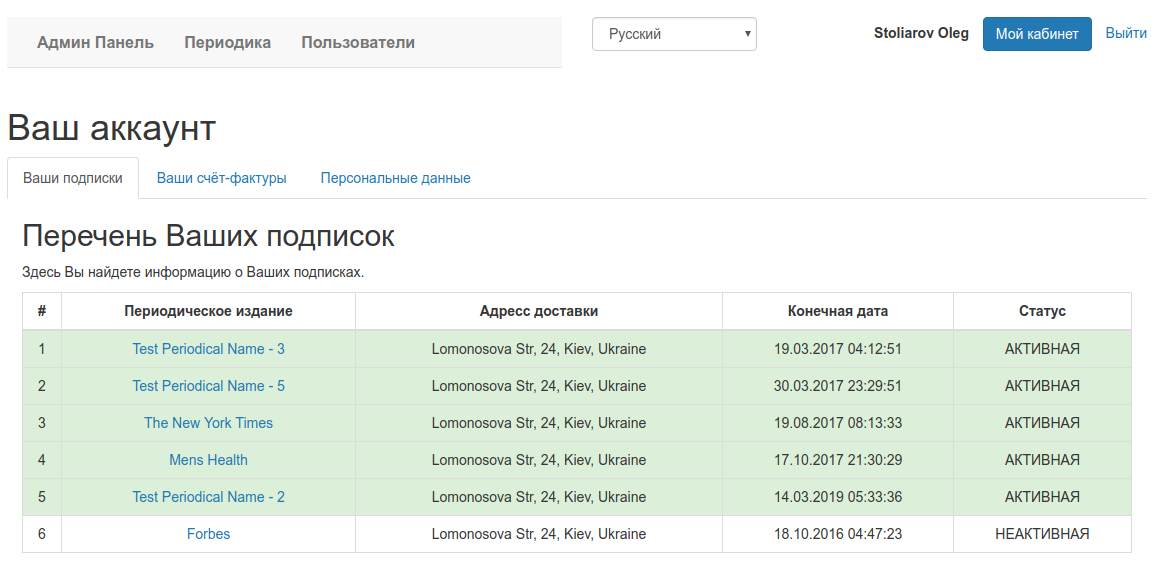 Админ Панель Периодика Пользователи Русский Stoliarov Oleg Мой кабинет Выйти
Ваш аккаунт
Ваши подписки Ваши счёт-фактуры Персональные данные
Перечень Ваших подписок
Здесь Вы найдете информацию о Ваших подписках.
# Периодическое издание Адресс доставки Конечная дата Статус
1 Test Periodical Name - 3 Lomonosova Str, 24, Kiev, Ukraine 19.03.2017 04:12:51 АКТИВНАЯ
2 Test Periodical Name - 5 Lomonosova Str, 24, Kiev, Ukraine 30.03.2017 23:29:51 АКТИВНАЯ
3 The New York Times Lomonosova Str, 24, Kiev, Ukraine 19.08.2017 08:13:33 АКТИВНАЯ
4 Mens Health Lomonosova Str, 24, Kiev, Ukraine 17.10.2017 21:30:29 АКТИВНАЯ
5 Test Periodical Name - 2 Lomonosova Str, 24, Kiev, Ukraine 14.03.2019 05:33:36 АКТИВНАЯ
6 Forbes Lomonosova Str, 24, Kiev, Ukraine 18.10.2016 04:47:23 НЕАКТИВНАЯ